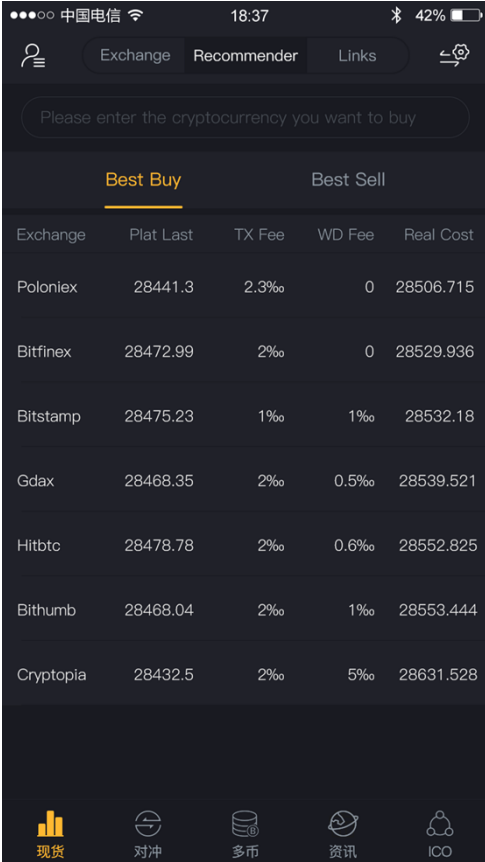 中国电信 18:37 42%
Exchange Recommender Links
Please enter the cryptocurrency you want to buy
Best Buy Best Sell
Exchange Plat Last TX Fee WD Fee Real Cost
Poloniex 28441.3 2.3‰ 0 28506.715
Bitfinex 28472.99 2‰ 0 28529.936
Bitstamp 28475.23 1‰ 1‰ 28532.18
Gdax 28468.35 2‰ 0.5‰ 28539.521
Hitbtc 28478.78 2‰ 0.6‰ 28552.825
Bithumb 28468.04 2‰ 1‰ 28553.444
Cryptopia 28432.5 2‰ 5‰ 28631.528
现货 对冲 多币 资讯 ICO